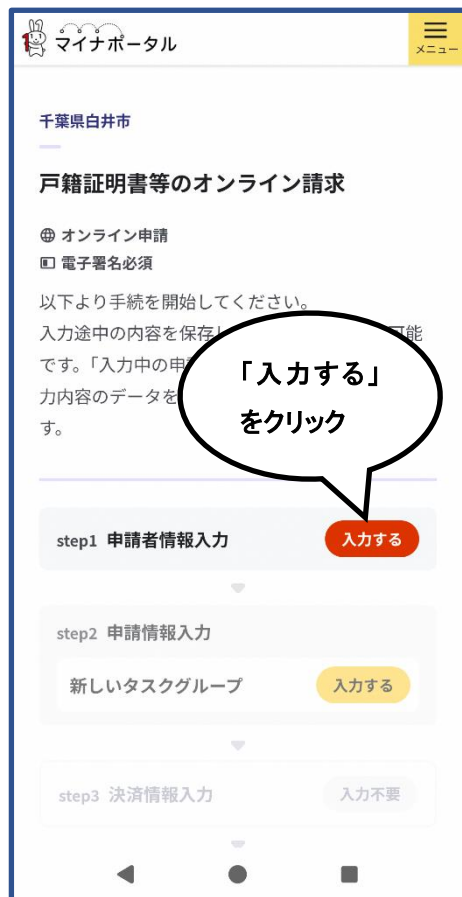 マイナポータル
メニュー
千葉県白井市
戸籍証明書等のオンライン請求
オンライン申請
電子署名必須
以下より手続を開始してください。
入力途中の内容を保存し 可能
です。「入力中の申
力内容のデータを
す。
「入力する」
をクリック
step1 申請者情報入力 入力する
step2 申請情報入力
新しいタスクグループ 入力する
step3 決済情報入力 入力不要